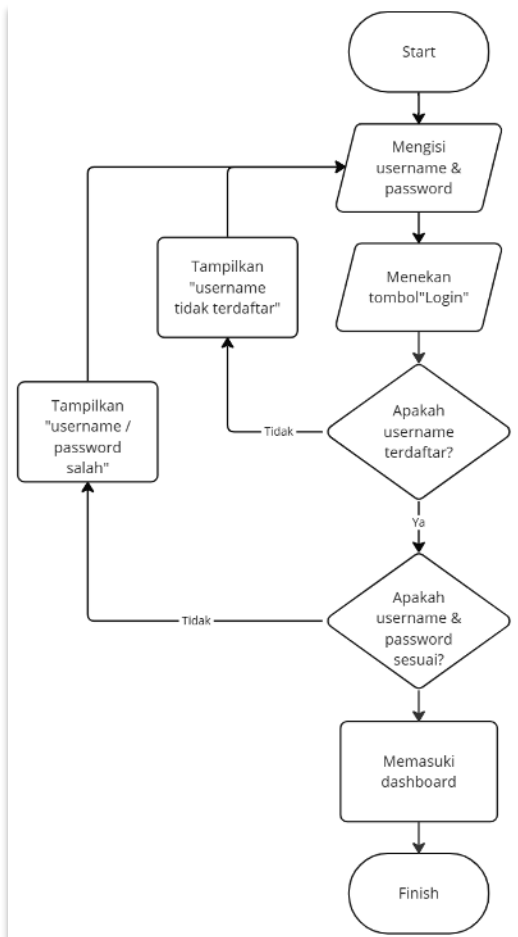 Start
Mengisi
username &
password
Menekan
tombol"Login"
Tampilkan
"username
tidak terdaftar"
Tampilkan
"username /
password
salah"
Apakah
username
terdaftar?
Tidak
Ya
Apakah
username &
password
sesuai?
Tidak
Memasuki
dashboard
Finish